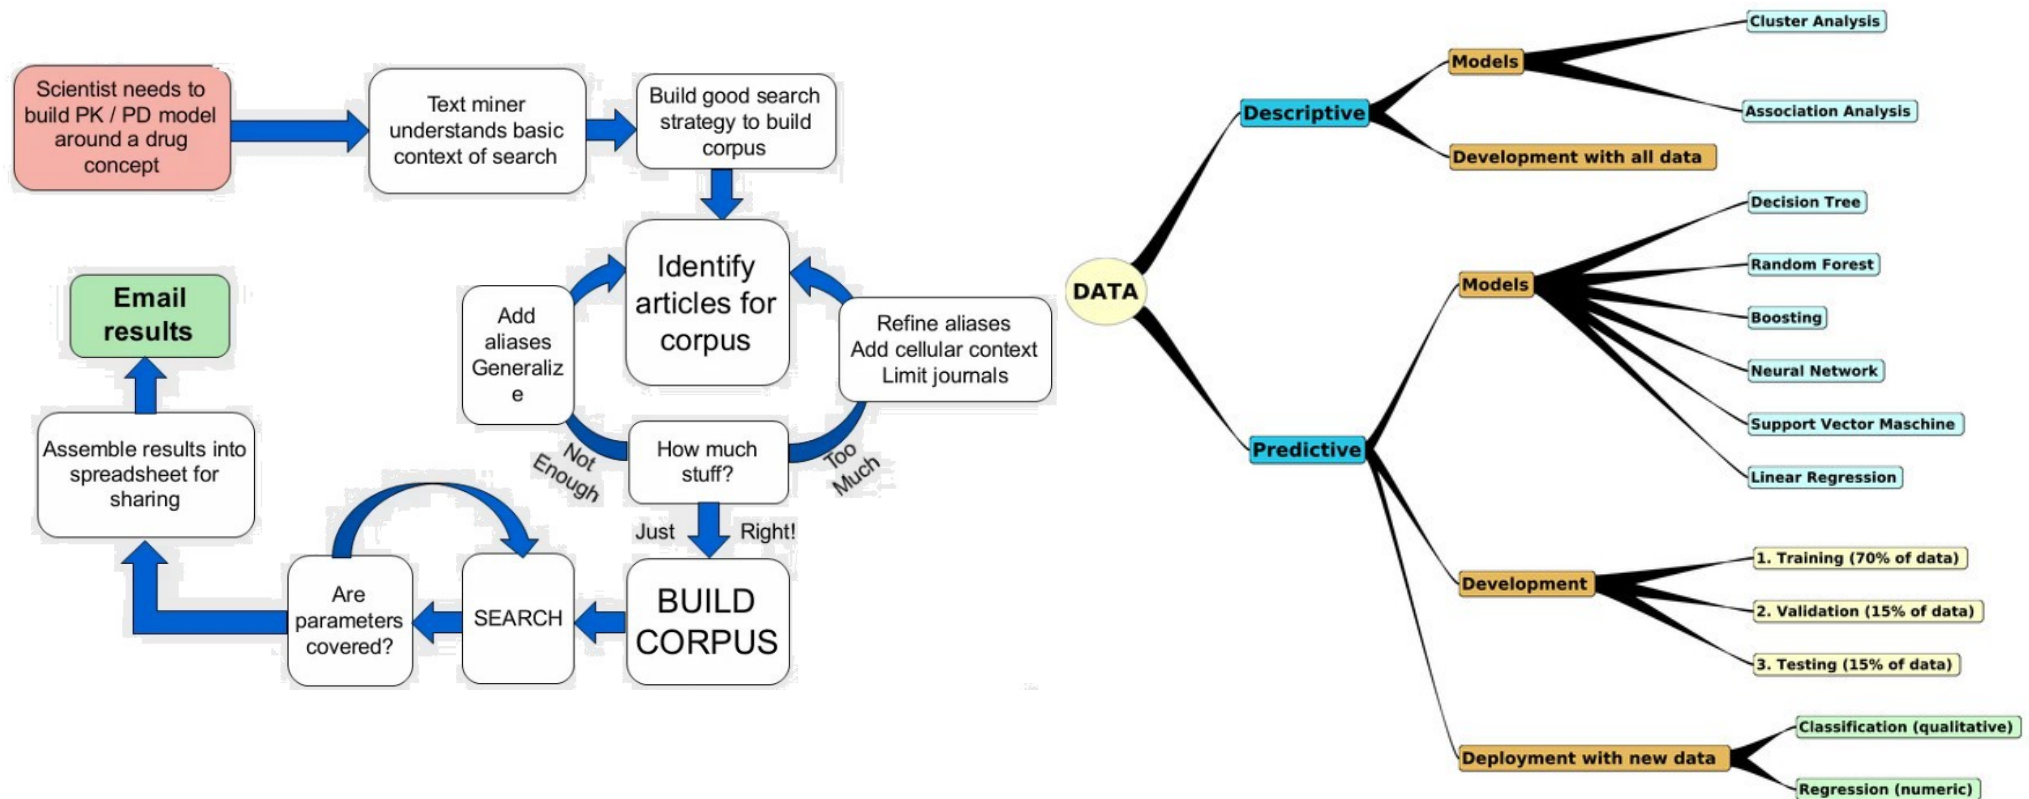 Scientist needs to
build PK / PD model
around a drug
concept
Text miner
understands basic
context of search
Build good search
strategy to build
corpus
Identify
articles for
corpus
Add
aliases
Generaliz
e
Refine aliases
Add cellular context
Limit journals
How much
stuff?
Not
Enough
Too
Much
Just Right!
BUILD
CORPUS
SEARCH
Are
parameters
covered?
Assemble results into
spreadsheet for
sharing
Email
results
DATA
Descriptive
Models
Cluster Analysis
Association Analysis
Development with all data
Predictive
Models
Decision Tree
Random Forest
Boosting
Neural Network
Support Vector Maschine
Linear Regression
Development
1. Training (70% of data)
2. Validation (15% of data)
3. Testing (15% of data)
Deployment with new data
Classification (qualitative)
Regression (numeric)